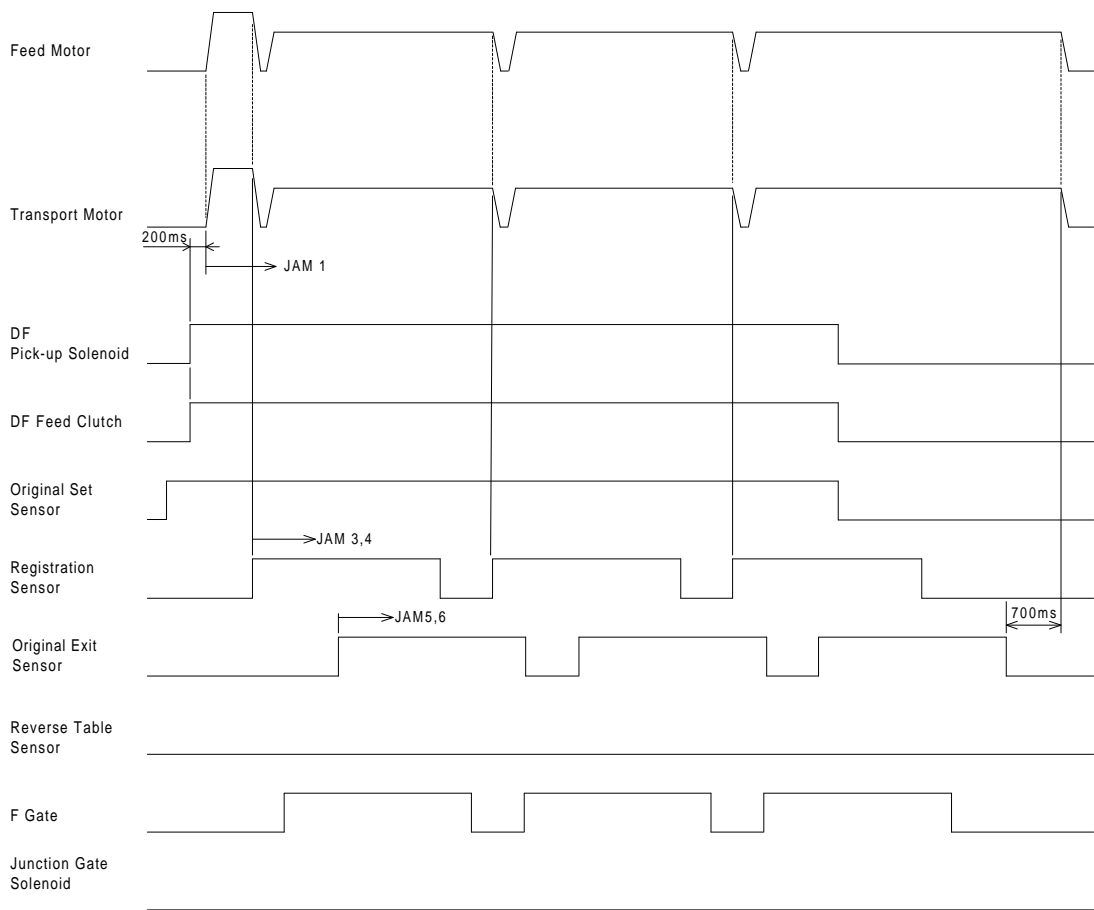 Feed Motor
Transport Motor
200ms
JAM 1
DF
Pick-up Solenoid
DF Feed Clutch
Original Set
Sensor
JAM 3,4
Registration
Sensor
700ms
JAM5,6
Original Exit
Sensor
Reverse Table
Sensor
F Gate
Junction Gate
Solenoid